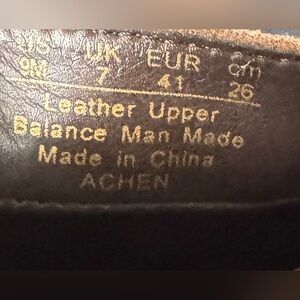 US UK EUR cm
9M 7 41 26
Leather Upper
Balance Man Made
Made in China
ACHEN